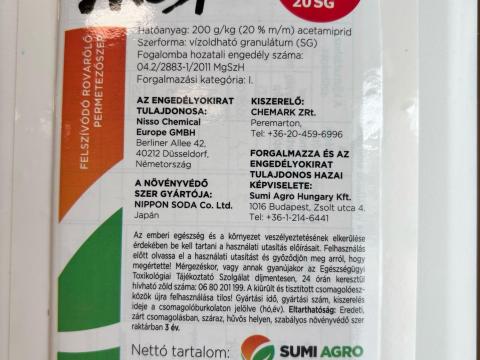 20 SG
Hatóanyag: 200 g/kg (20 % m/m) acetamiprid
Szerforma: vízoldható granulátum (SG)
Fogalomba hozatali engedély száma:
04.2/2883-1/2011 MgSzH
Forgalmazási kategória: I.
FELSZÍVÓDÓ ROVARÖLŐ
PERMETEZŐSZER
AZ ENGEDÉLYOKIRAT
TULAJDONOSA:
Nisso Chemical
Europe GMBH
Berliner Allee 42,
40212 Düsseldorf,
Németország
A NÖVÉNYVÉDŐ
SZER GYÁRTÓJA:
NIPPON SODA Co. Ltd.
Japán
KISZERELŐ:
CHEMARK ZRt.
Peremarton,
Tel: +36-20-459-6996
FORGALMAZZA ÉS AZ
ENGEDÉLYOKIRAT
TULAJDONOS HAZAI
KÉPVISELETE:
Sumi Agro Hungary Kft.
1016 Budapest, Zsolt utca 4.
Tel: +36-1-214-6441
Az emberi egészség és a környezet veszélyeztetésének elkerülése
érdekében be kell tartani a használati utasítás előírásait. Felhasználás
előtt olvassa el a használati utasítást és győződjön meg arról, hogy
megértette! Mérgezéskor, vagy annak gyanújakor az Egészségügyi
Toxikológiai Tájékoztató Szolgálat díjmentesen, 24 órán keresztül
hívható zöld száma: 06 80 201 199. A kiürült és tisztított csomagolóesz-
közök újra felhasználása tilos! Gyártási idő, gyártási szám, kiszerelés
ideje a csomagolóburkolaton jelölve (hó,év). Eltarthatóság: Eredeti,
zárt csomagolásban, száraz, hűvös helyen, szabályos növényvédő szer
raktárban 3 év.
Nettó tartalom:
SUMI AGRO